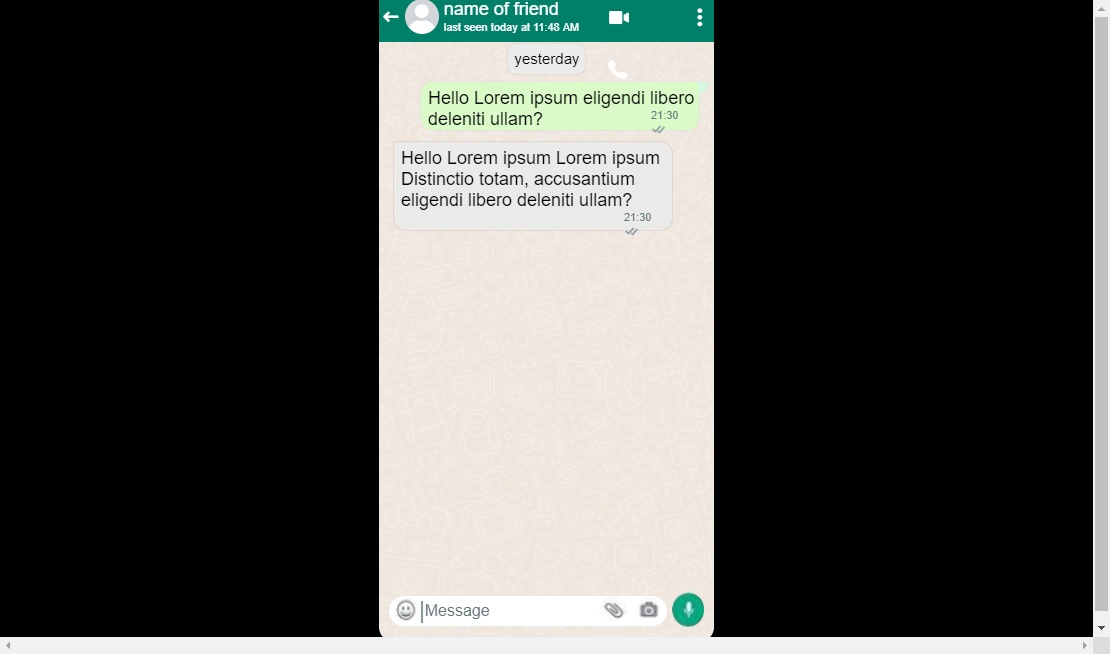 name of friend
last seen today at 11:48 AM
yesterday
Hello Lorem ipsum eligendi libero
deleniti ullam?
21:30
Hello Lorem ipsum Lorem ipsum
Distinctio totam, accusantium
eligendi libero deleniti ullam?
21:30
Message